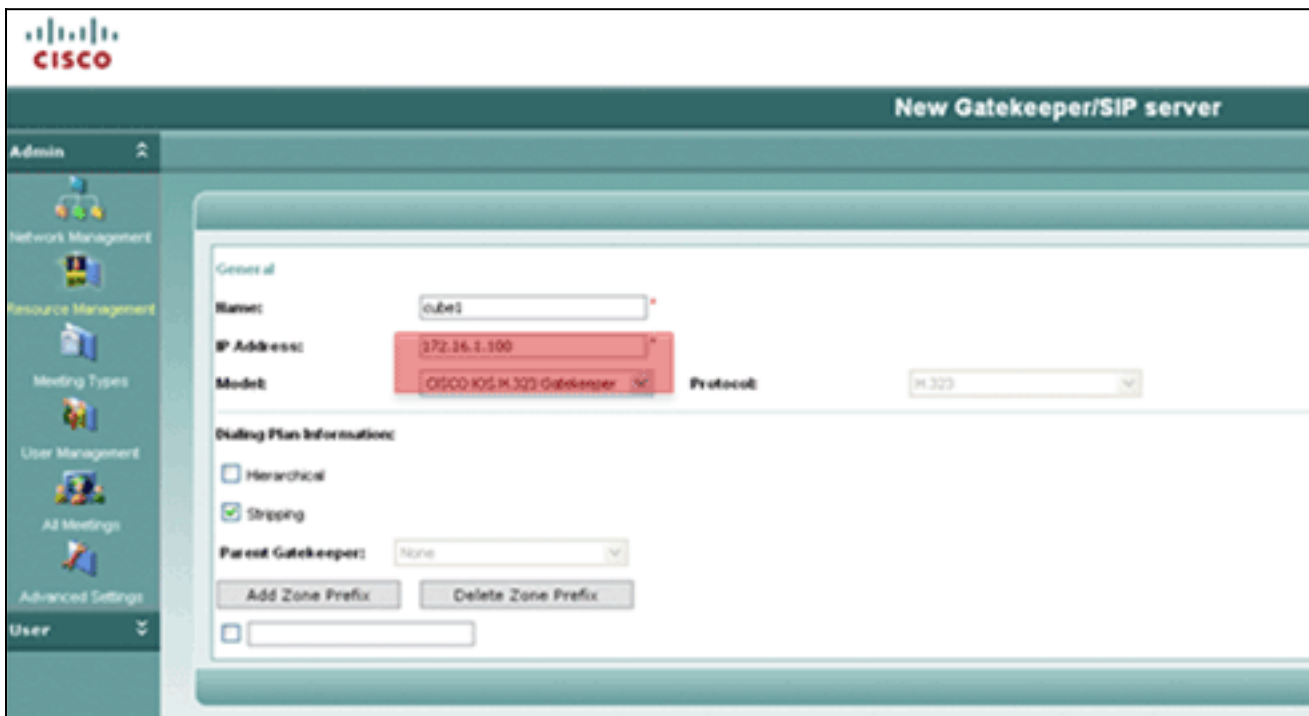 CISCO
New Gatekeeper/SIP server
Admin
Network Management
Resource Management
Meeting Types
User Management
All Meetings
Advanced Settings
User
General
Name: cube1 *
IP Address: 172.16.1.100 *
Model: CISCO IOS H.323 Gatekeeper Protocol: H.323
Dialing Plan Information:
Hierarchical
Stripping
Parent Gatekeeper: None
Add Zone Prefix Delete Zone Prefix